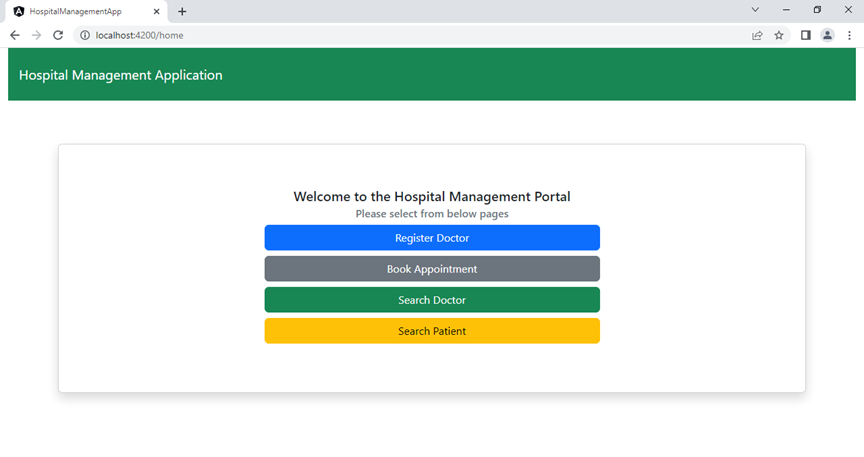 HospitalManagementApp
localhost:4200/home
Hospital Management Application
Welcome to the Hospital Management Portal
Please select from below pages
Register Doctor
Book Appointment
Search Doctor
Search Patient